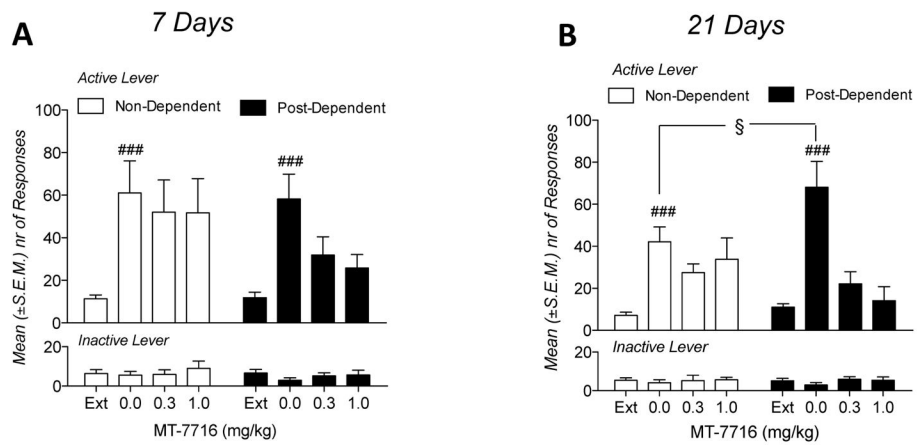 A
7 Days
Active Lever
Non-Dependent
Post-Dependent
Mean (±S.E.M.) nr of Responses
100
80
60
40
20
0
###
###
Inactive Lever
20
0
Ext 0.0 0.3 1.0 Ext 0.0 0.3 1.0
MT-7716 (mg/kg)
B
21 Days
Active Lever
Non-Dependent
Post-Dependent
Mean (±S.E.M.) nr of Responses
100
80
60
40
20
0
§
###
###
Inactive Lever
20
0
Ext 0.0 0.3 1.0 Ext 0.0 0.3 1.0
MT-7716 (mg/kg)